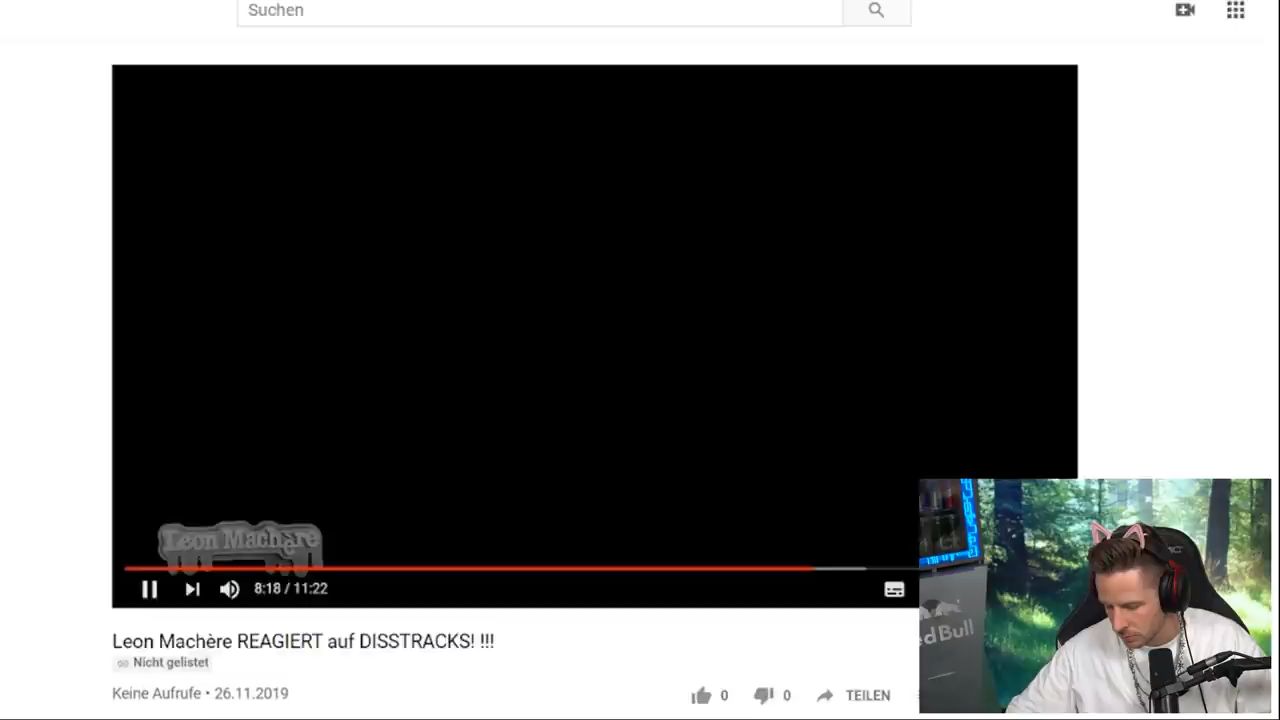 Suchen
Leon Machère
8:18 / 11:22
Leon Machère REAGIERT auf DISSTRACKS! !!!
Nicht gelistet
Keine Aufrufe • 26.11.2019
0
0
TEILEN
edBull